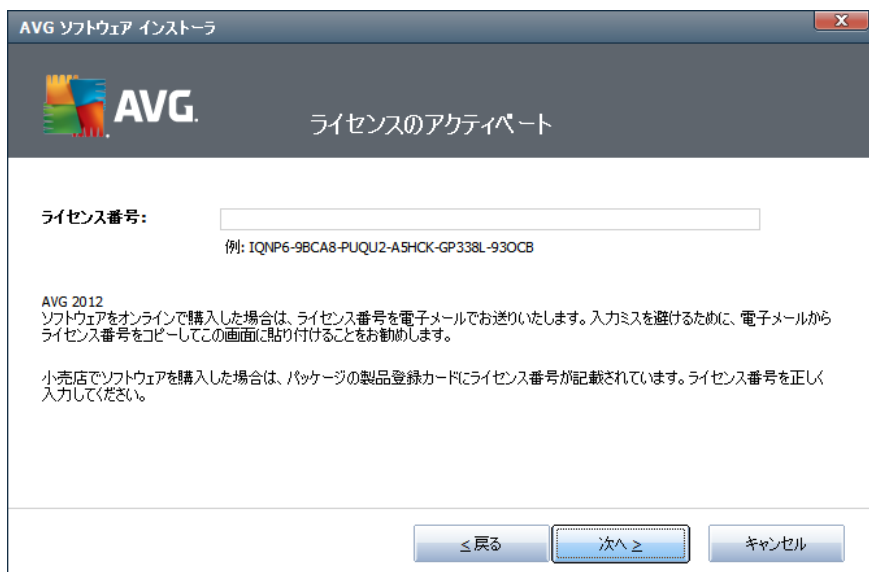 AVG ソフトウェア インストーラ
AVG.
ライセンスのアクティベート
ライセンス番号:
例: IQNP6-9BCA8-PUQU2-A5HCK-GP338L-93OCB
AVG 2012
ソフトウェアをオンラインで購入した場合は、ライセンス番号を電子メールでお送りいたします。入力ミスを避けるために、電子メールから
ライセンス番号をコピーしてこの画面に貼り付けることをお勧めします。
小売店でソフトウェアを購入した場合は、パッケージの製品登録カードにライセンス番号が記載されています。ライセンス番号を正しく
入力してください。
≤戻る
次へ ≥
キャンセル